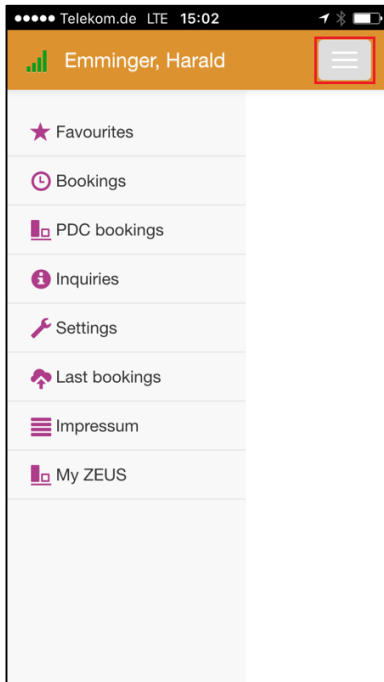 Telekom.de LTE 15:02
Emminger, Harald
Favourites
Bookings
PDC bookings
Inquiries
Settings
Last bookings
Impressum
My ZEUS